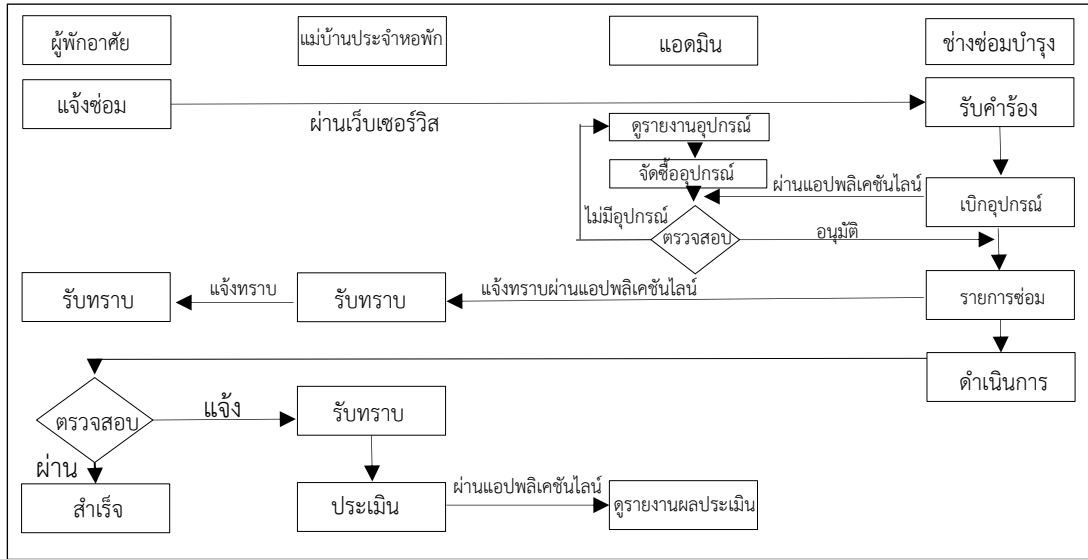 ผู้พักอาศัย
แม่บ้านประจำหอพัก
แอดมิน
ช่างซ่อมบำรุง
แจ้งซ่อม
ผ่านเว็บเซอร์วิส
รับคำร้อง
ดูรายงานอุปกรณ์
จัดซื้ออุปกรณ์
ผ่านแอปพลิเคชันไลน์
เบิกอุปกรณ์
ไม่มีอุปกรณ์
ตรวจสอบ
อนุมัติ
รับทราบ
แจ้งทราบ
รับทราบ
แจ้งทราบผ่านแอปพลิเคชันไลน์
รายการซ่อม
ดำเนินการ
ตรวจสอบ
แจ้ง
รับทราบ
ผ่าน
สำเร็จ
ประเมิน
ผ่านแอปพลิเคชันไลน์
ดูรายงานผลประเมิน